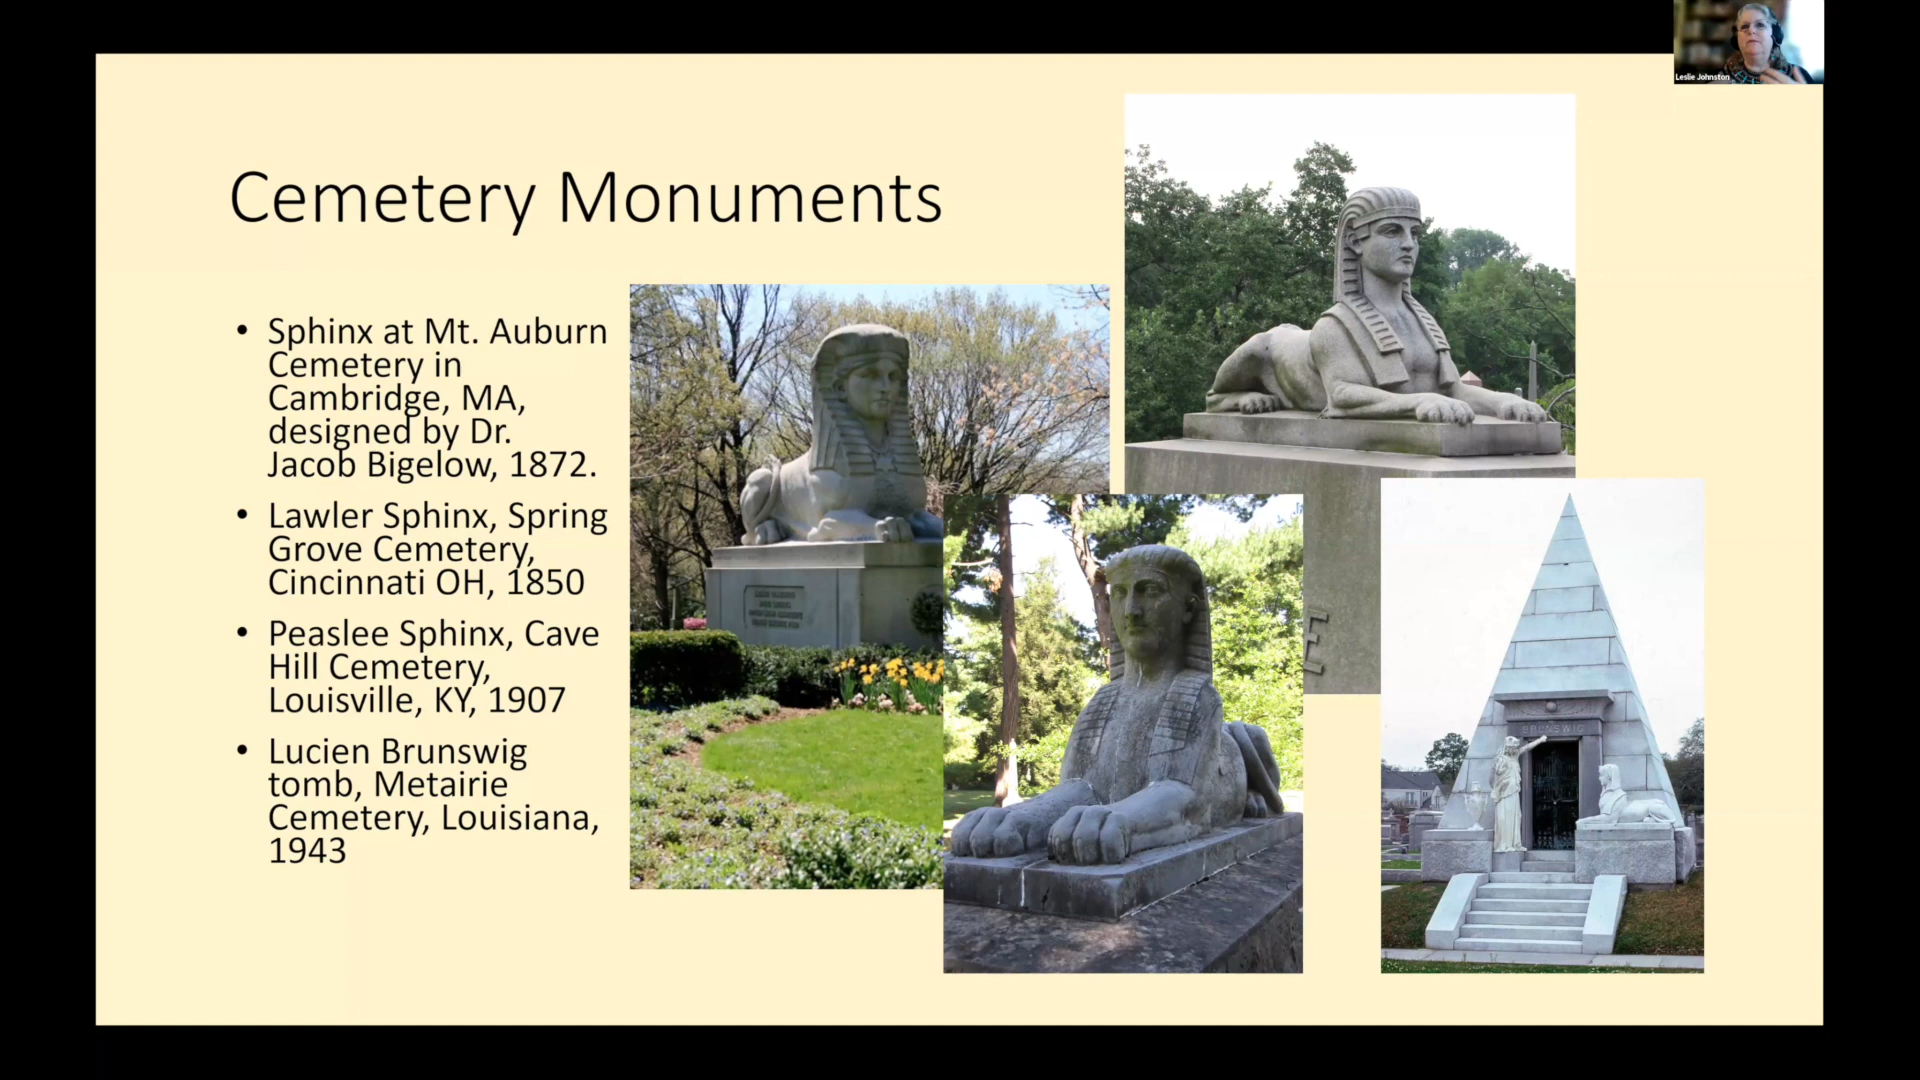 Leslie Johnston
Cemetery Monuments
• Sphinx at Mt. Auburn
Cemetery in
Cambridge, MA,
designed by Dr.
Jacob Bigelow, 1872.
• Lawler Sphinx, Spring
Grove Cemetery,
Cincinnati OH, 1850
• Peaslee Sphinx, Cave
Hill Cemetery,
Louisville, KY, 1907
• Lucien Brunswig
tomb, Metairie
Cemetery, Louisiana,
1943
E
BRUNSWIG